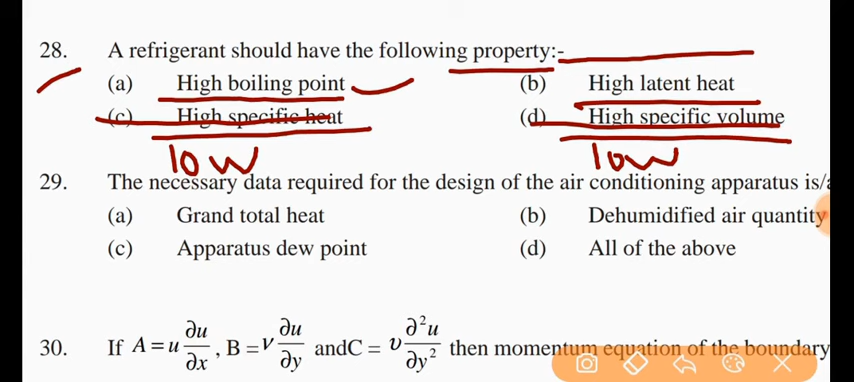 28. A refrigerant should have the following property:-
(a) High boiling point (b) High latent heat
(c) High specific heat (d) High specific volume
low low
29. The necessary data required for the design of the air conditioning apparatus is/
(a) Grand total heat (b) Dehumidified air quantity
(c) Apparatus dew point (d) All of the above
30. If A = u ∂u/∂x , B = ν ∂u/∂y and C = υ ∂²u/∂y² then momentum equation of the boundary